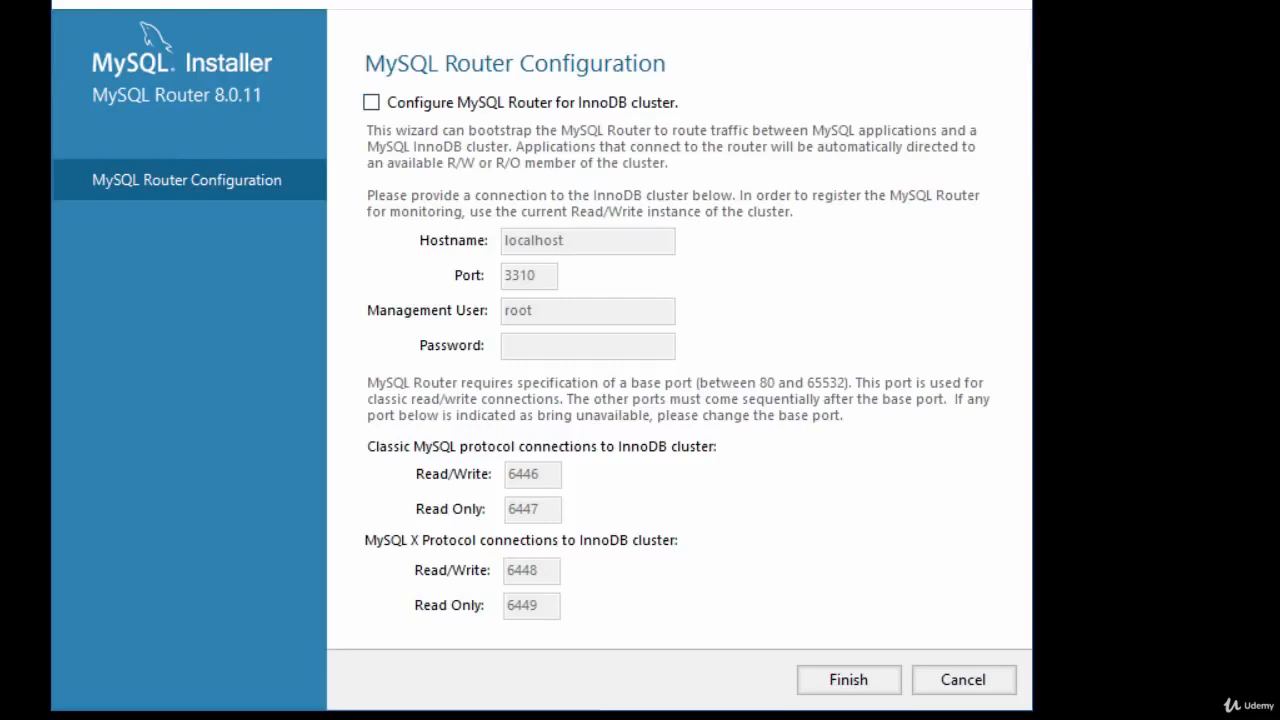 MySQL. Installer
MySQL Router 8.0.11
MySQL Router Configuration
MySQL Router Configuration
Configure MySQL Router for InnoDB cluster.
This wizard can bootstrap the MySQL Router to route traffic between MySQL applications and a
MySQL InnoDB cluster. Applications that connect to the router will be automatically directed to
an available R/W or R/O member of the cluster.
Please provide a connection to the InnoDB cluster below. In order to register the MySQL Router
for monitoring, use the current Read/Write instance of the cluster.
Hostname: localhost
Port: 3310
Management User: root
Password:
MySQL Router requires specification of a base port (between 80 and 65532). This port is used for
classic read/write connections. The other ports must come sequentially after the base port. If any
port below is indicated as bring unavailable, please change the base port.
Classic MySQL protocol connections to InnoDB cluster:
Read/Write: 6446
Read Only: 6447
MySQL X Protocol connections to InnoDB cluster:
Read/Write: 6448
Read Only: 6449
Finish Cancel
Udemy